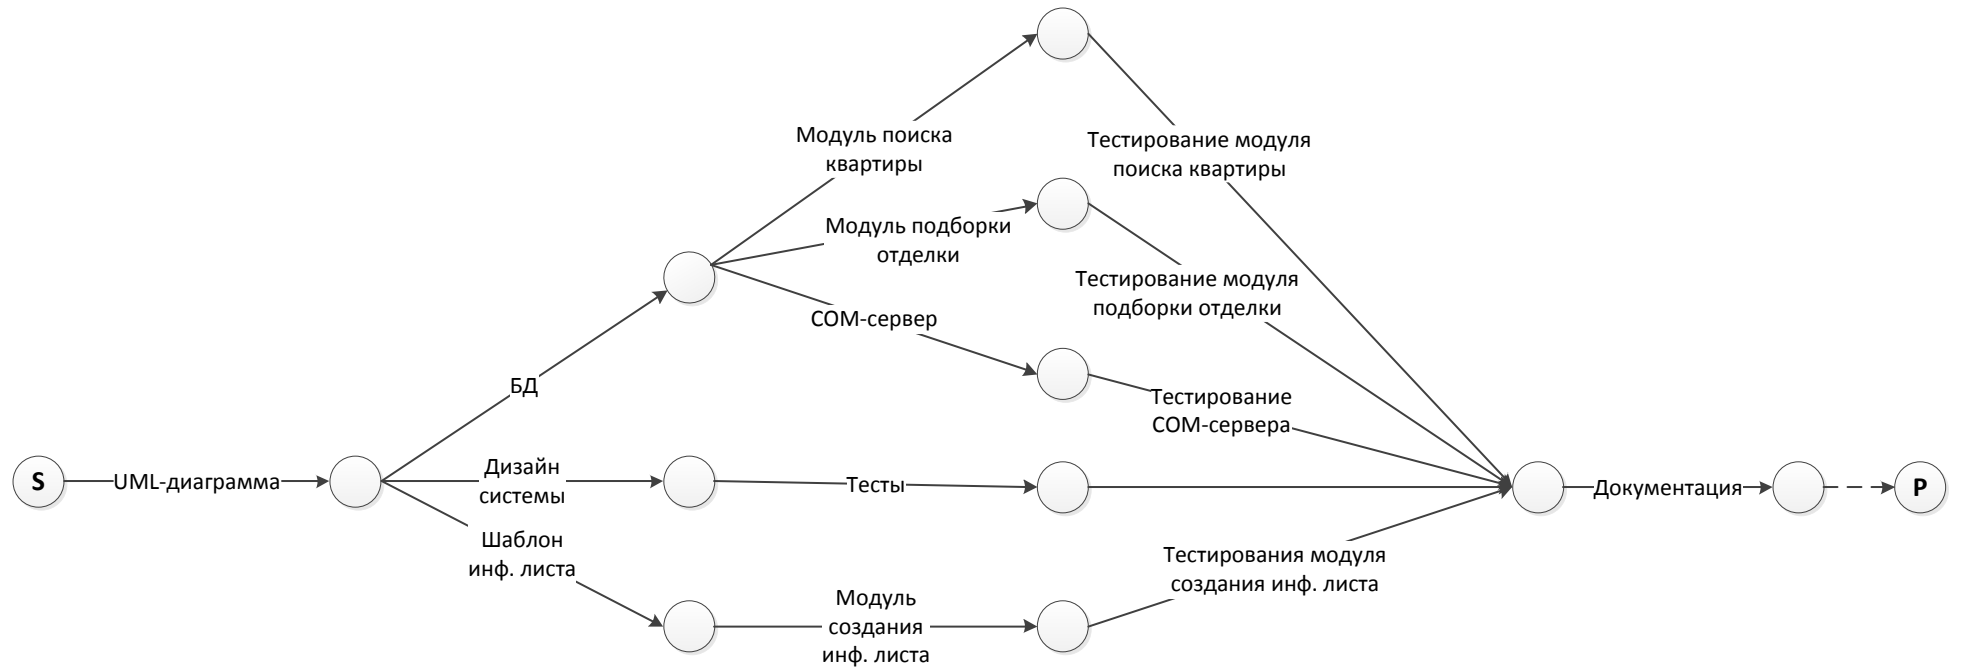 Модуль поиска
квартиры
Тестирование модуля
поиска квартиры
Модуль подборки
отделки
Тестирование модуля
подборки отделки
COM-сервер
БД
Тестирование
COM-сервера
S
UML-диаграмма
Дизайн
системы
Тесты
Документация
P
Шаблон
инф. листа
Тестирования модуля
создания инф. листа
Модуль
создания
инф. листа